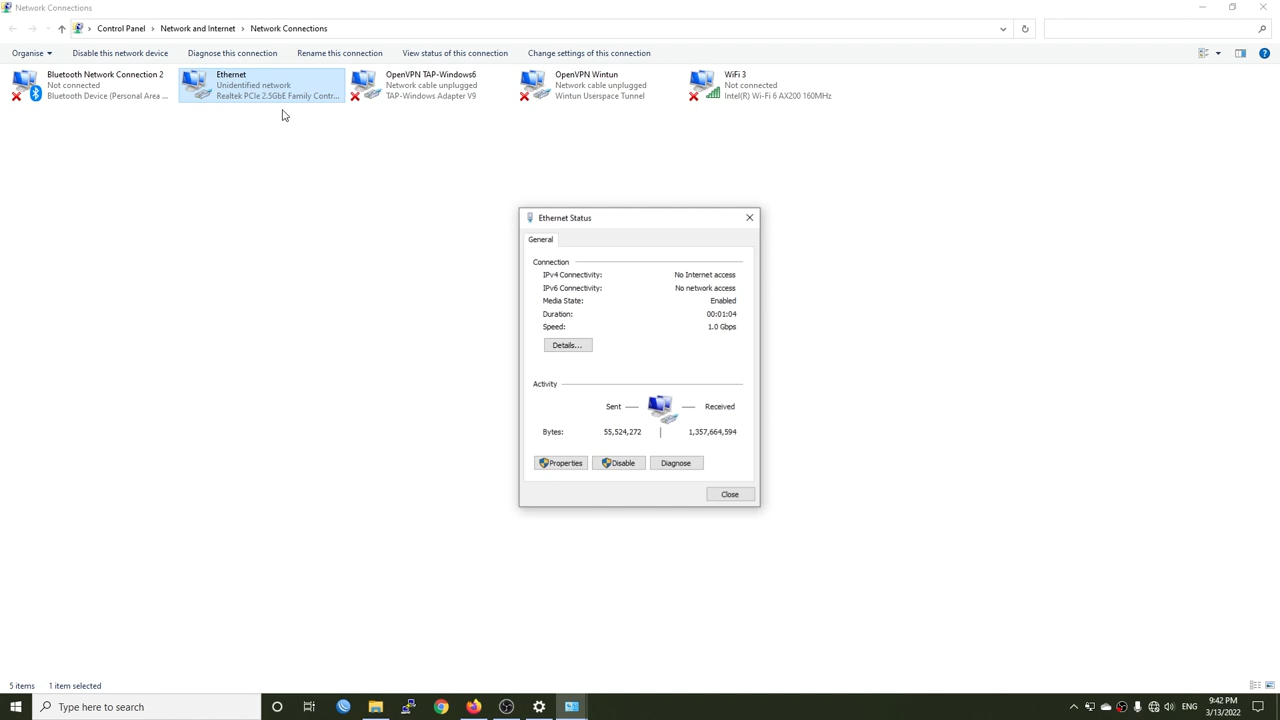 Network Connections
Control Panel > Network and Internet > Network Connections
Organise Disable this network device Diagnose this connection Rename this connection View status of this connection Change settings of this connection
Bluetooth Network Connection 2
Not connected
Bluetooth Device (Personal Area ...
Ethernet
Unidentified network
Realtek PCIe 2.5GbE Family Contr...
OpenVPN TAP-Windows6
Network cable unplugged
TAP-Windows Adapter V9
OpenVPN Wintun
Network cable unplugged
Wintun Userspace Tunnel
WiFi 3
Not connected
Intel(R) Wi-Fi 6 AX200 160MHz
Ethernet Status
General
Connection
IPv4 Connectivity: No Internet access
IPv6 Connectivity: No network access
Media State: Enabled
Duration: 00:01:04
Speed: 1.0 Gbps
Details...
Activity
Sent — — Received
Bytes: 55,524,272 | 1,357,664,594
Properties Disable Diagnose
Close
5 items 1 item selected
Type here to search
ENG
9:42 PM
3/13/2022